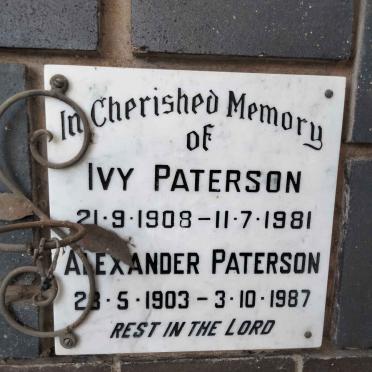 In Cherished Memory
of
IVY PATERSON
21·9·1908 – 11·7·1981
ALEXANDER PATERSON
·5·1903 – 3·10·1987
REST IN THE LORD